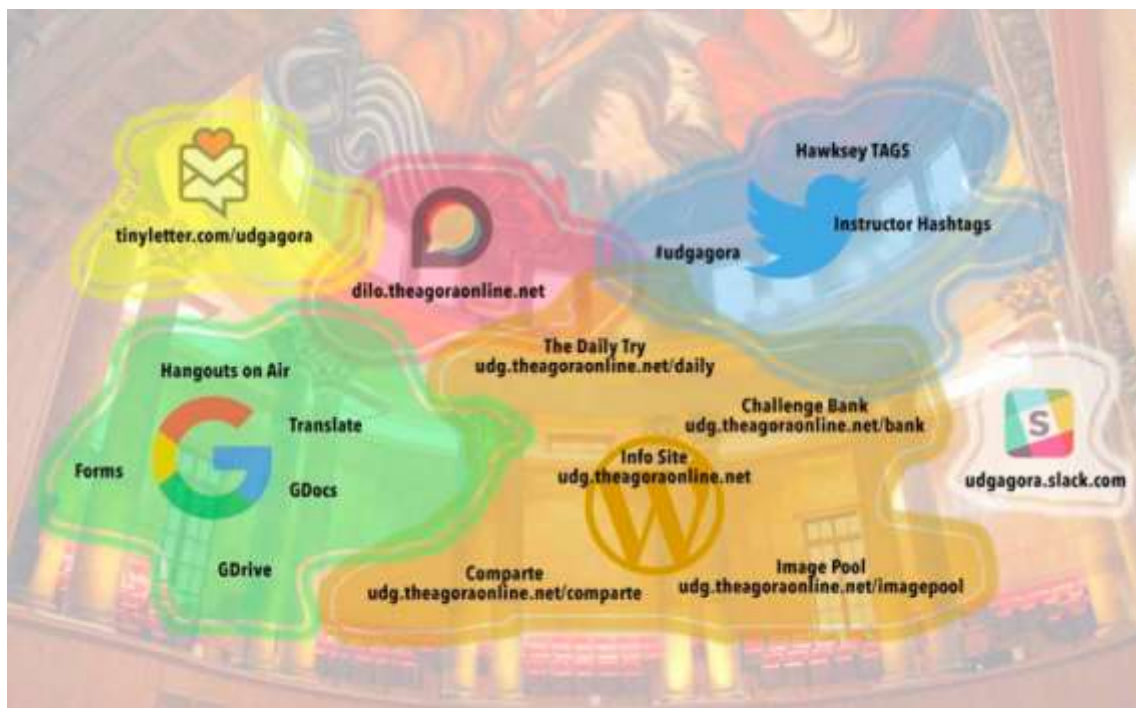 Hawksey TAGS
tinyletter.com/udgagora
Instructor Hashtags
#udgagora
dilo.theagoraonline.net
The Daily Try
udg.theagoraonline.net/daily
Hangouts on Air
Translate
Forms
GDocs
GDrive
Challenge Bank
udg.theagoraonline.net/bank
Info Site
udg.theagoraonline.net
S
udgagora.slack.com
Comparte
udg.theagoraonline.net/comparte
Image Pool
udg.theagoraonline.net/imagepool